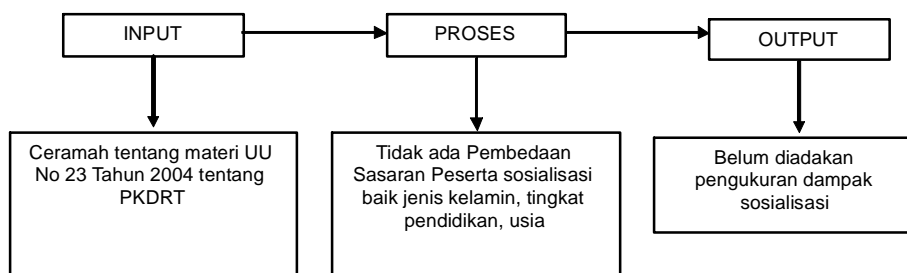 INPUT
PROSES
OUTPUT
Ceramah tentang materi UU
No 23 Tahun 2004 tentang
PKDRT
Tidak ada Pembedaan
Sasaran Peserta sosialisasi
baik jenis kelamin, tingkat
pendidikan, usia
Belum diadakan
pengukuran dampak
sosialisasi